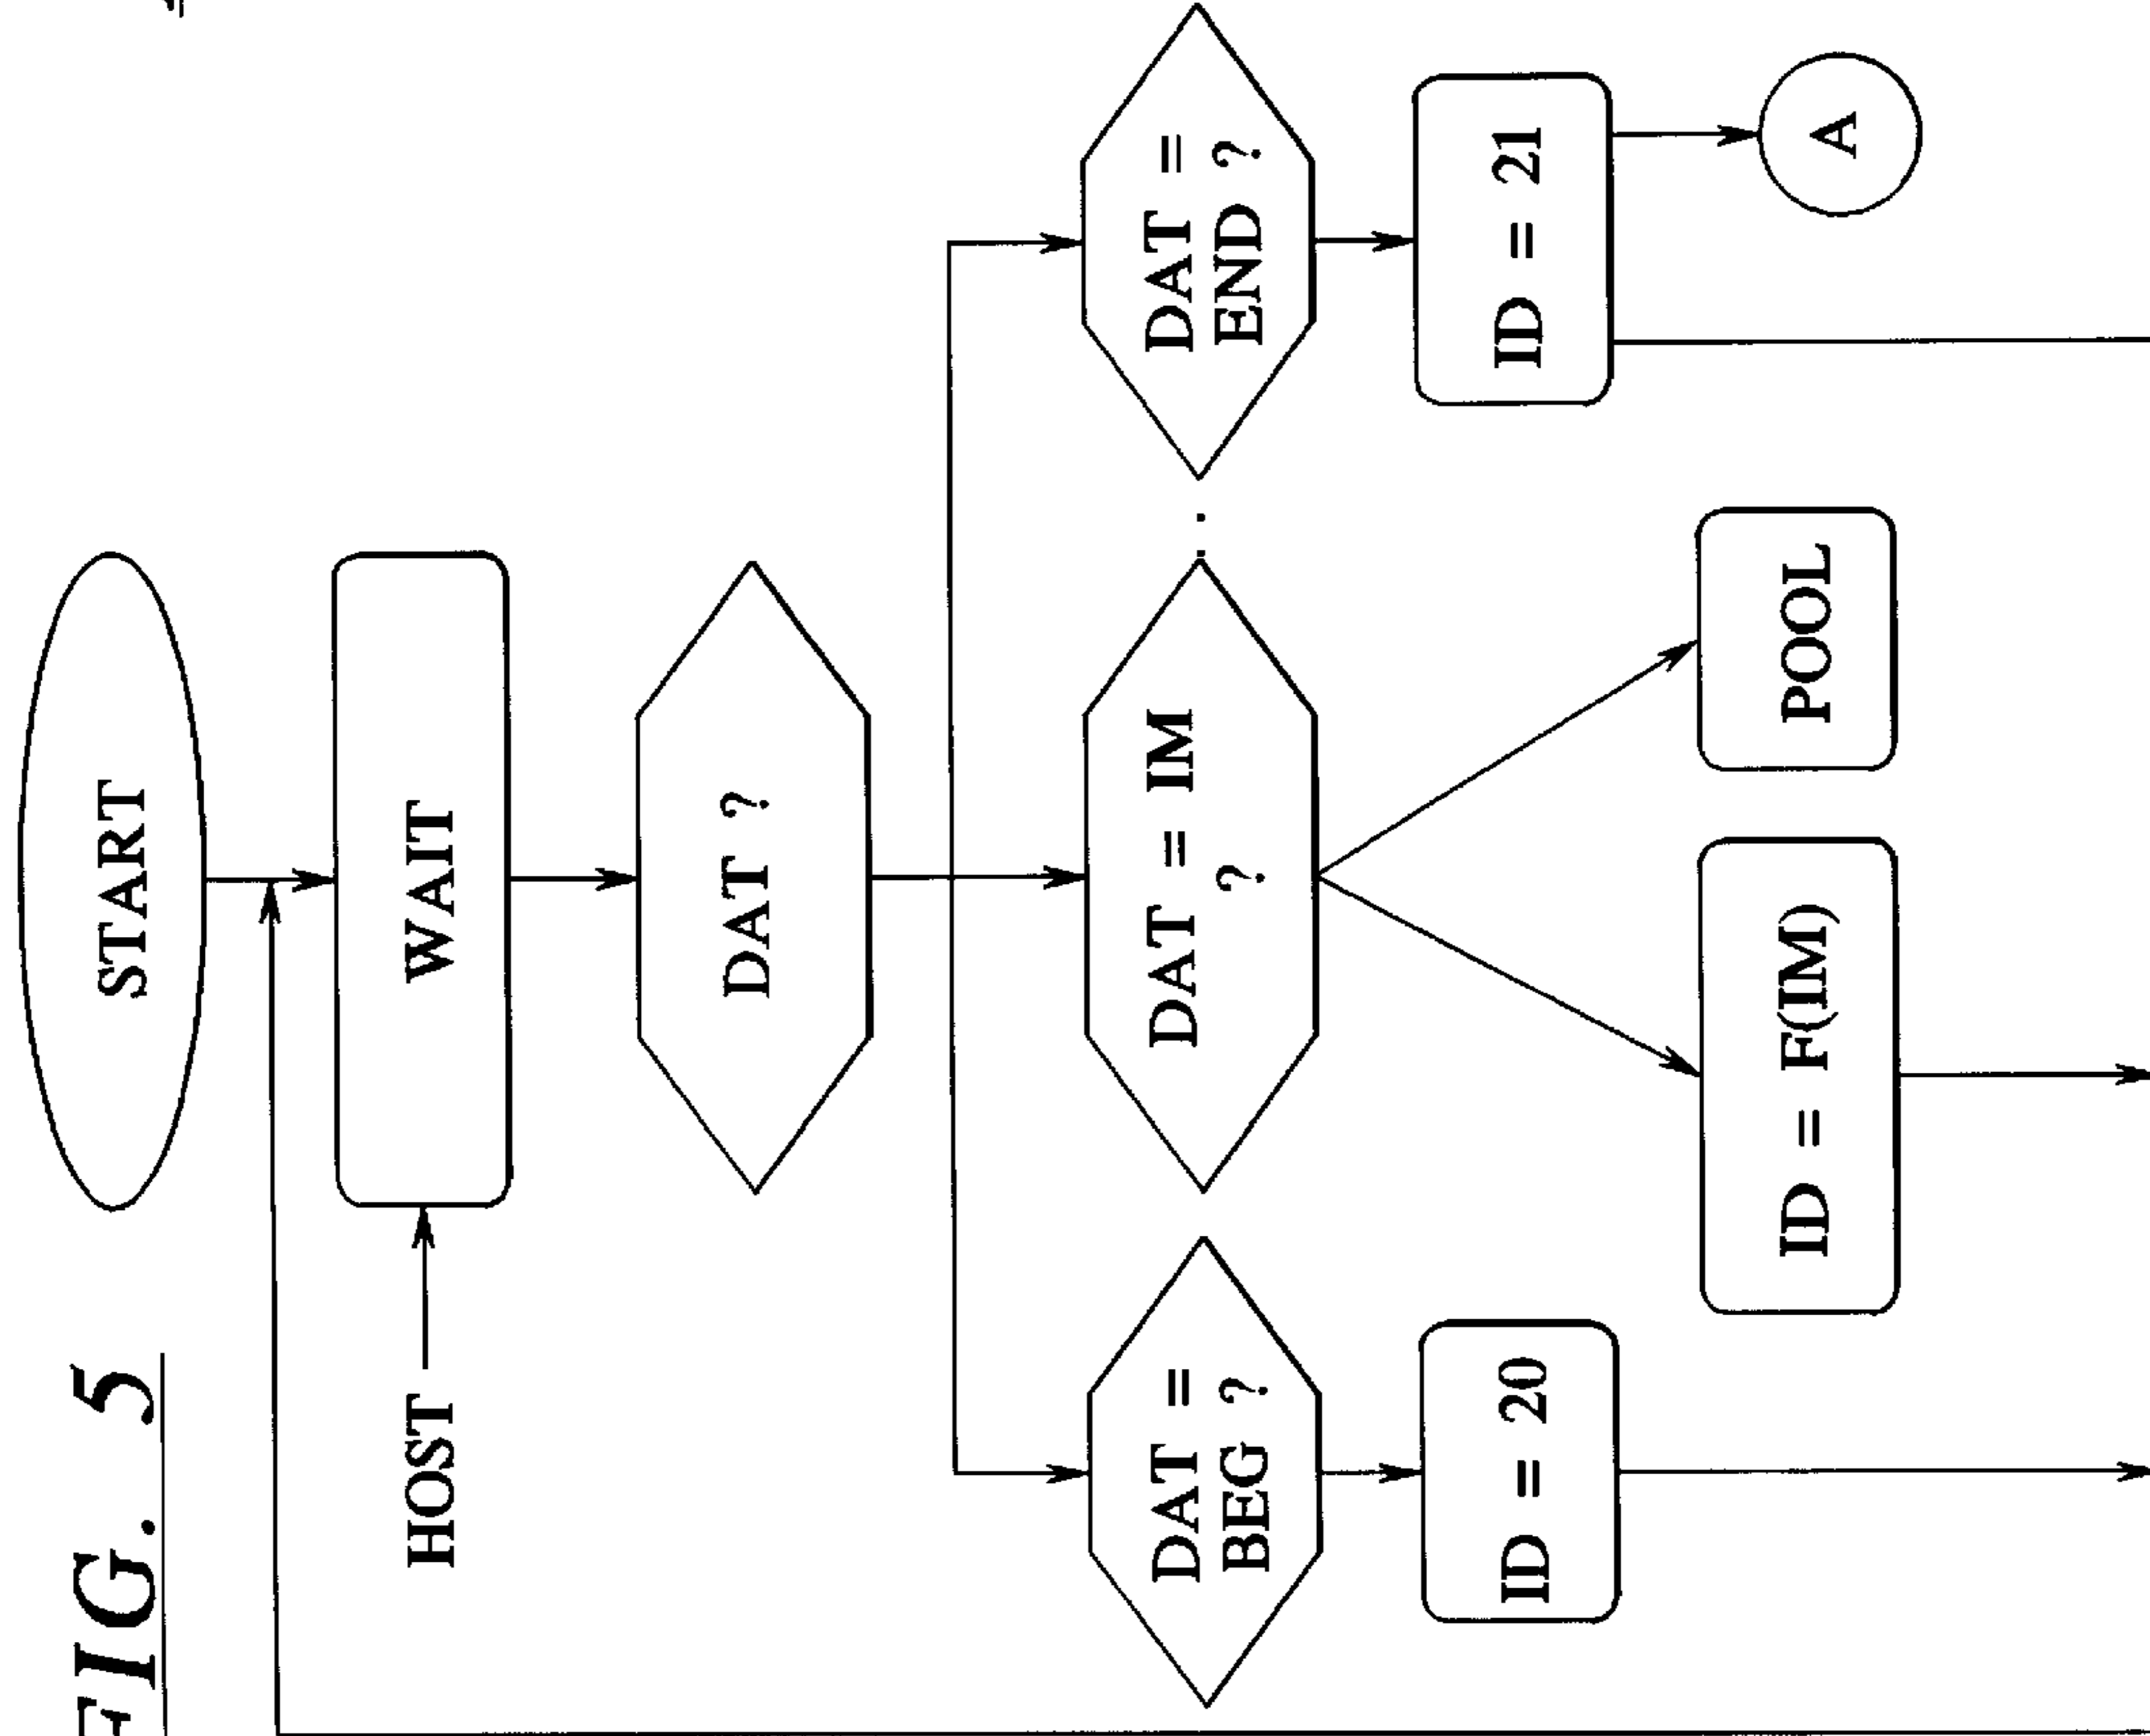 FIG. 5
START
HOST
WAIT
DAT ?
DAT =
BEG ?
DAT = IM
?
DAT =
END ?
ID = 20
ID = 21
ID = F(IM)
POOL
A